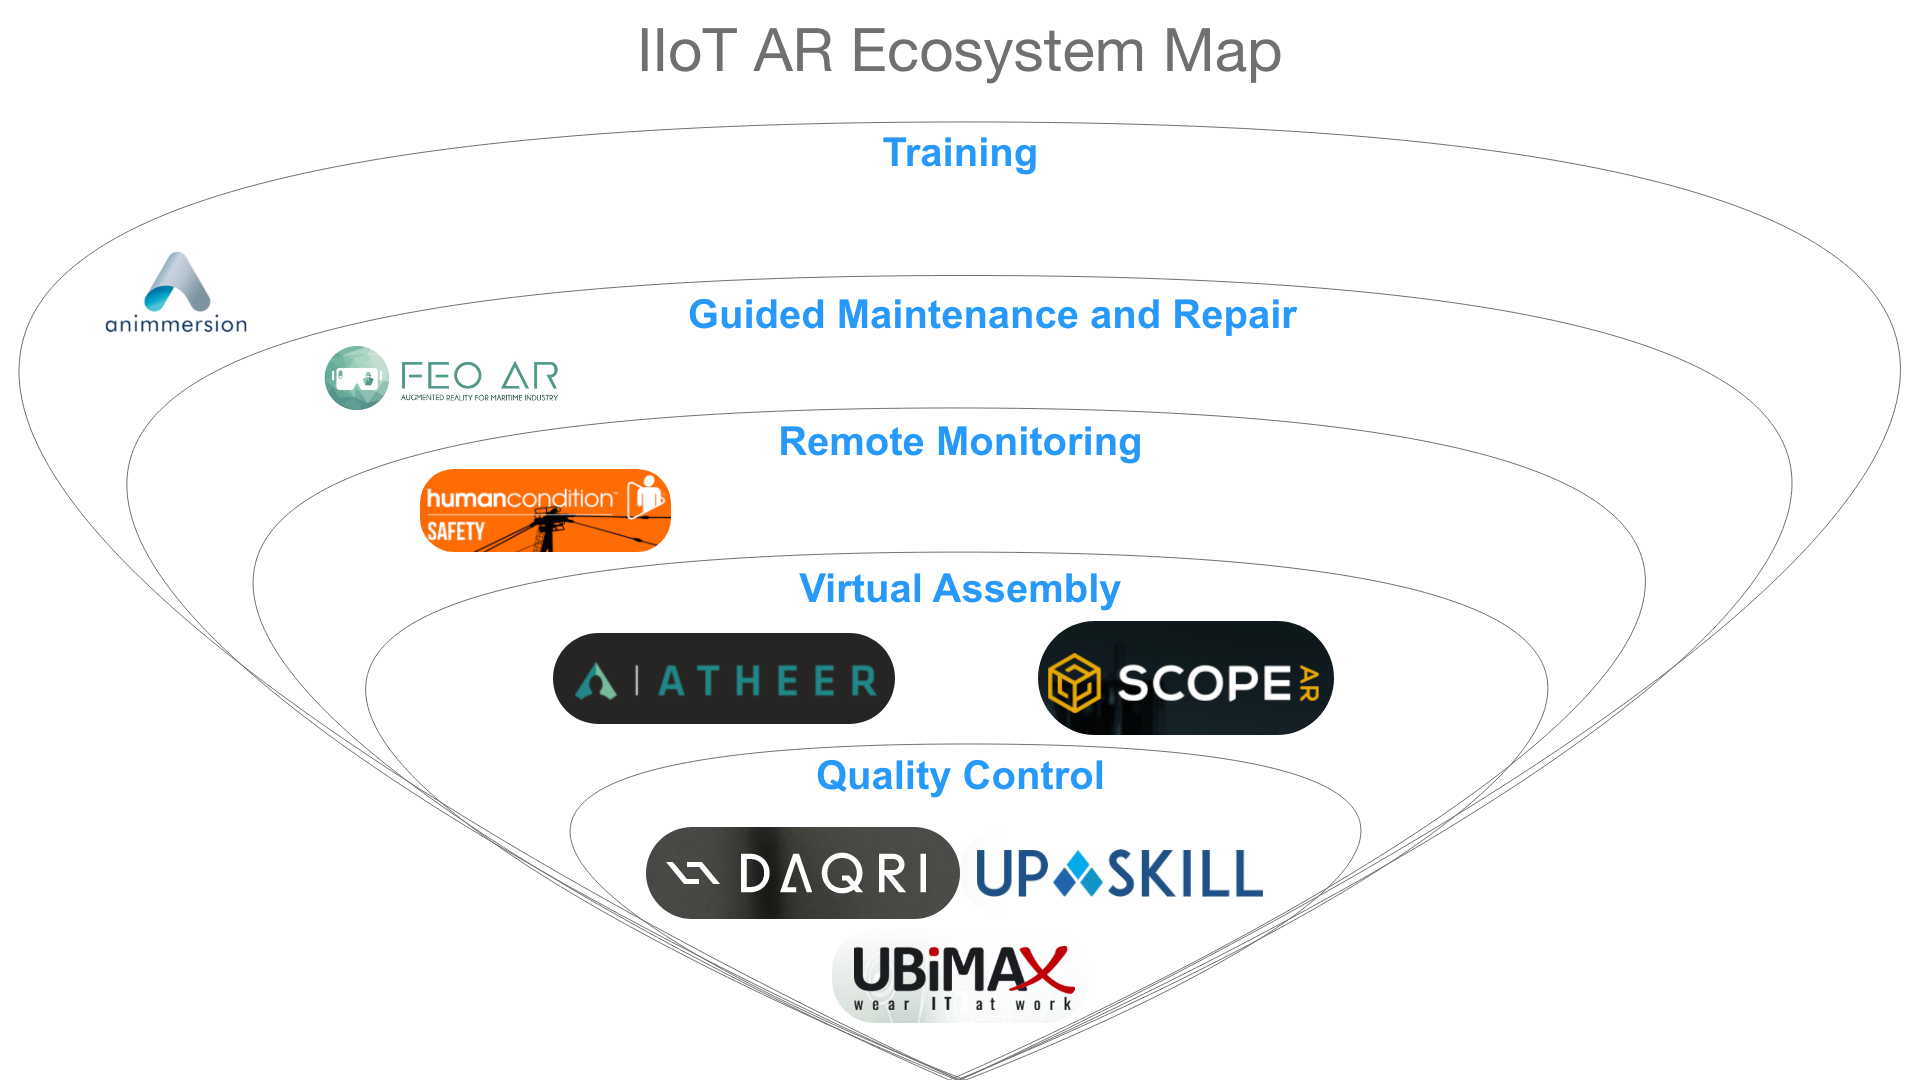 IIoT AR Ecosystem Map
Training
animmersion
Guided Maintenance and Repair
FEO AR
AUGMENTED REALITY FOR MARITIME INDUSTRY
Remote Monitoring
humancondition™
SAFETY
Virtual Assembly
ATHEER
SCOPE AR
Quality Control
DAQRI
UPSKILL
UBiMAX
wear IT at work